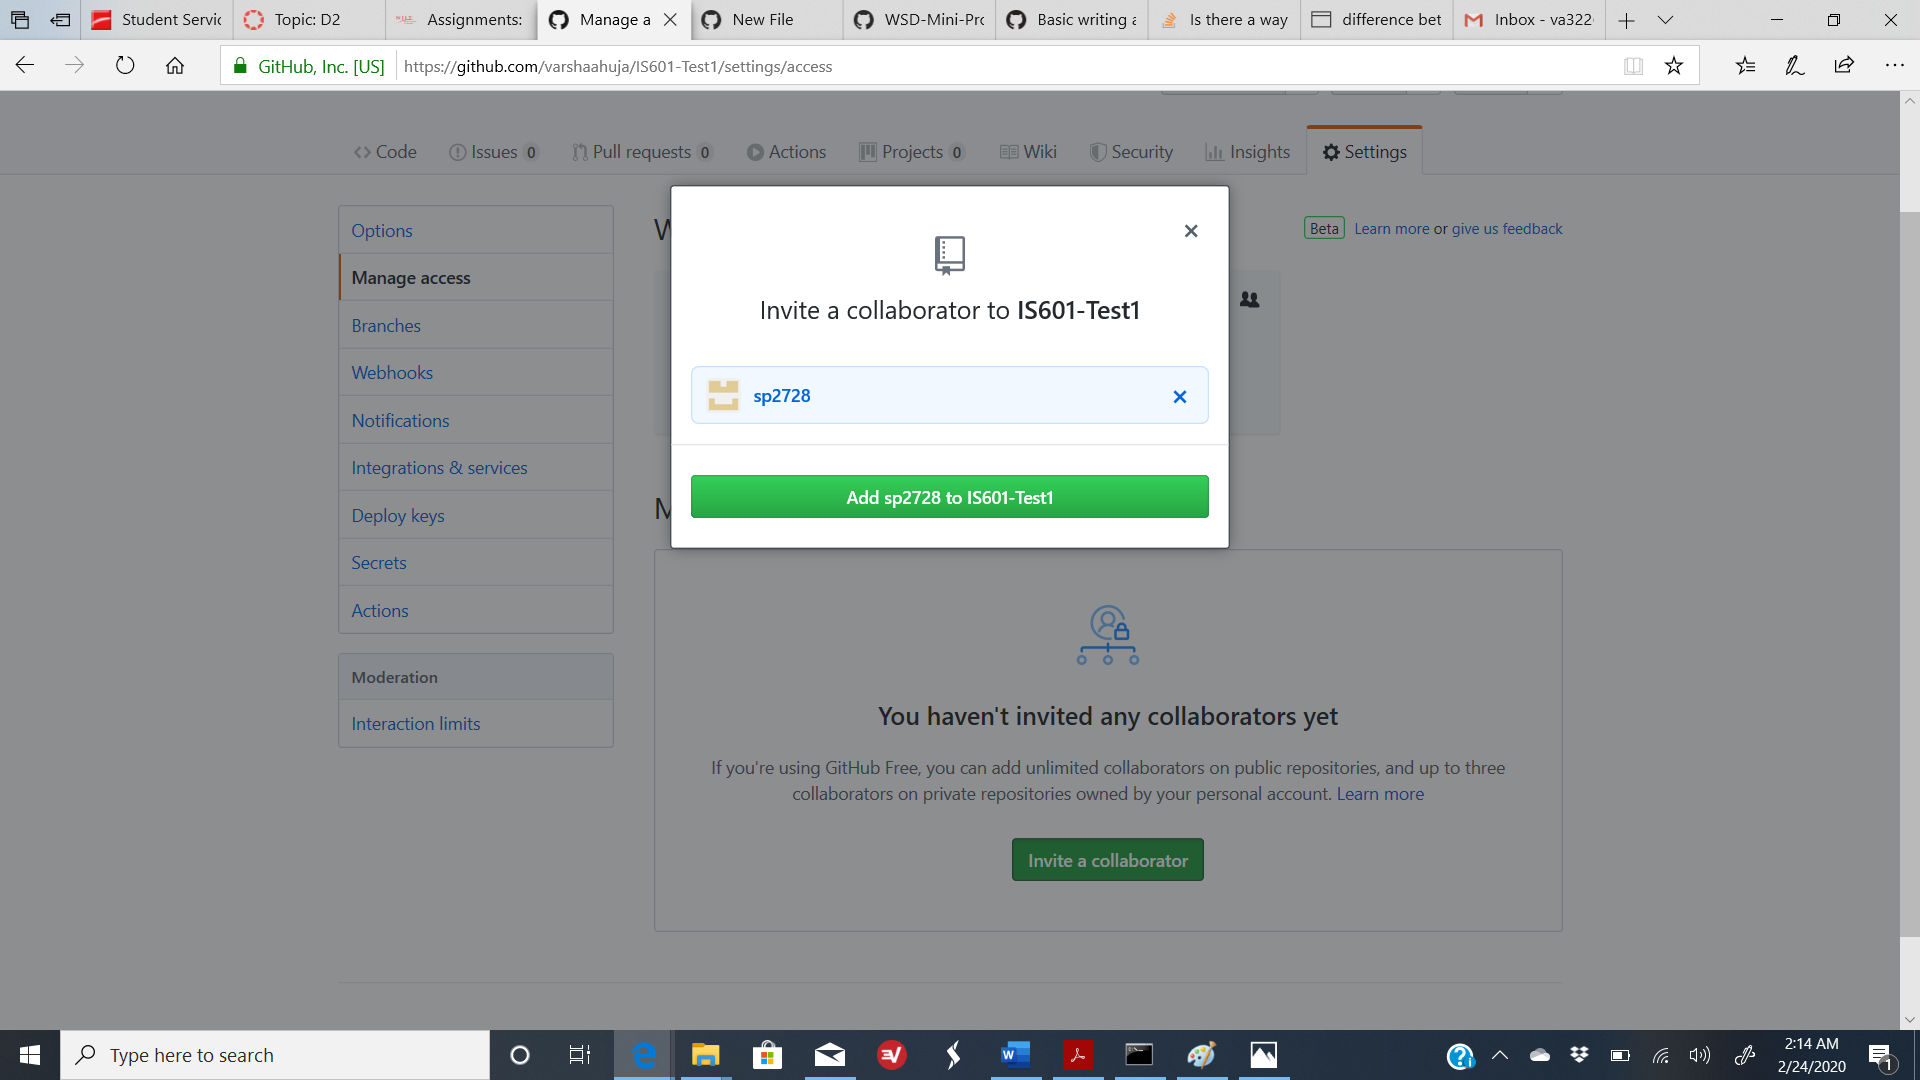 Student Servic
Topic: D2
Assignments:
Manage a
New File
WSD-Mini-Pro
Basic writing a
Is there a way
difference bet
Inbox - va322
GitHub, Inc. [US]
https://github.com/varshaahuja/IS601-Test1/settings/access
Code
Issues 0
Pull requests 0
Actions
Projects 0
Wiki
Security
Insights
Settings
Options
Manage access
Branches
Webhooks
Notifications
Integrations & services
Deploy keys
Secrets
Actions
Moderation
Interaction limits
W
Beta Learn more or give us feedback
Invite a collaborator to IS601-Test1
sp2728
Add sp2728 to IS601-Test1
M
You haven't invited any collaborators yet
If you're using GitHub Free, you can add unlimited collaborators on public repositories, and up to three
collaborators on private repositories owned by your personal account. Learn more
Invite a collaborator
Type here to search
2:14 AM
2/24/2020
1